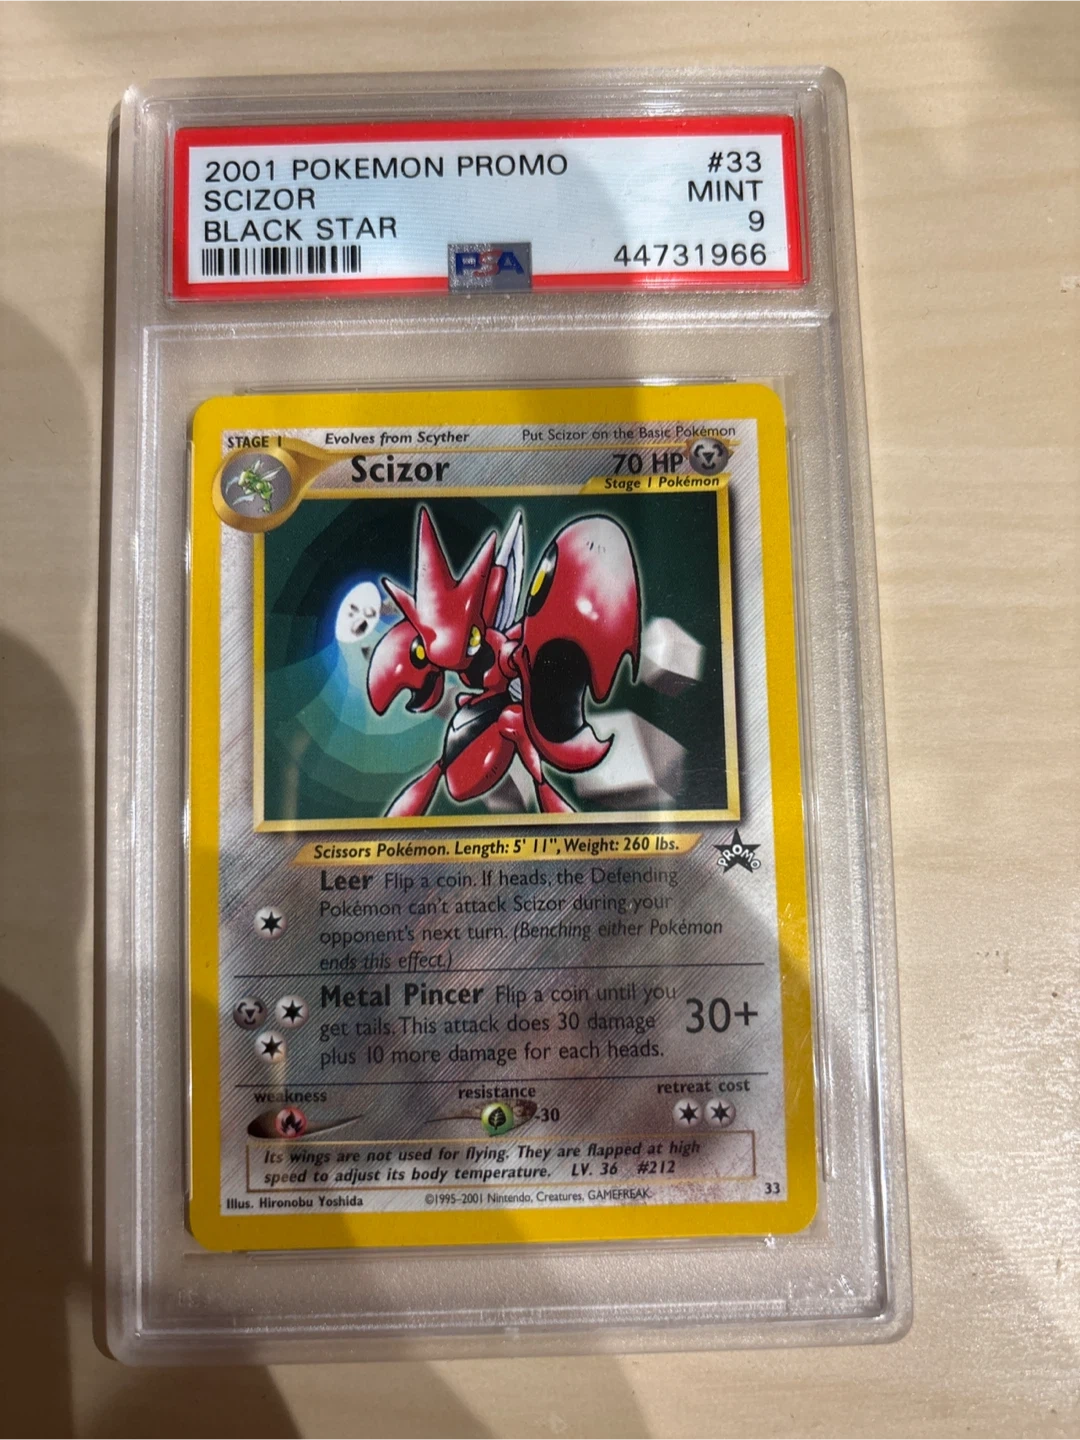 2001 POKEMON PROMO #33
SCIZOR MINT
BLACK STAR 9
PSA 44731966
STAGE 1 Evolves from Scyther Put Scizor on the Basic Pokémon
Scizor 70 HP
Stage 1 Pokémon
Scissors Pokémon. Length: 5' 11", Weight: 260 lbs.
PROMO
Leer Flip a coin. If heads, the Defending
Pokémon can't attack Scizor during your
opponent's next turn. (Benching either Pokémon
ends this effect.)
Metal Pincer Flip a coin until you
get tails. This attack does 30 damage 30+
plus 10 more damage for each heads.
weakness resistance retreat cost
-30
Its wings are not used for flying. They are flapped at high
speed to adjust its body temperature. LV. 36 #212
Illus. Hironobu Yoshida ©1995-2001 Nintendo, Creatures, GAMEFREAK. 33